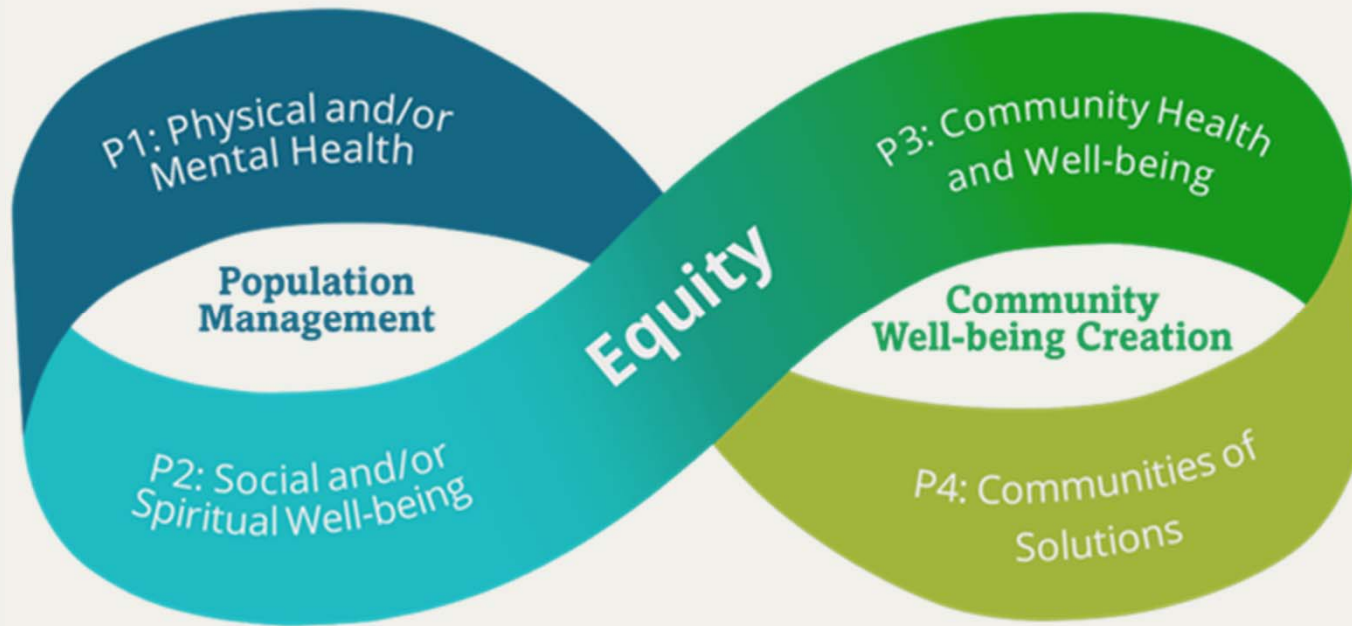 P1: Physical and/or
Mental Health
Population
Management
P2: Social and/or
Spiritual Well-being
Equity
P3: Community Health
and Well-being
Community
Well-being Creation
P4: Communities of
Solutions